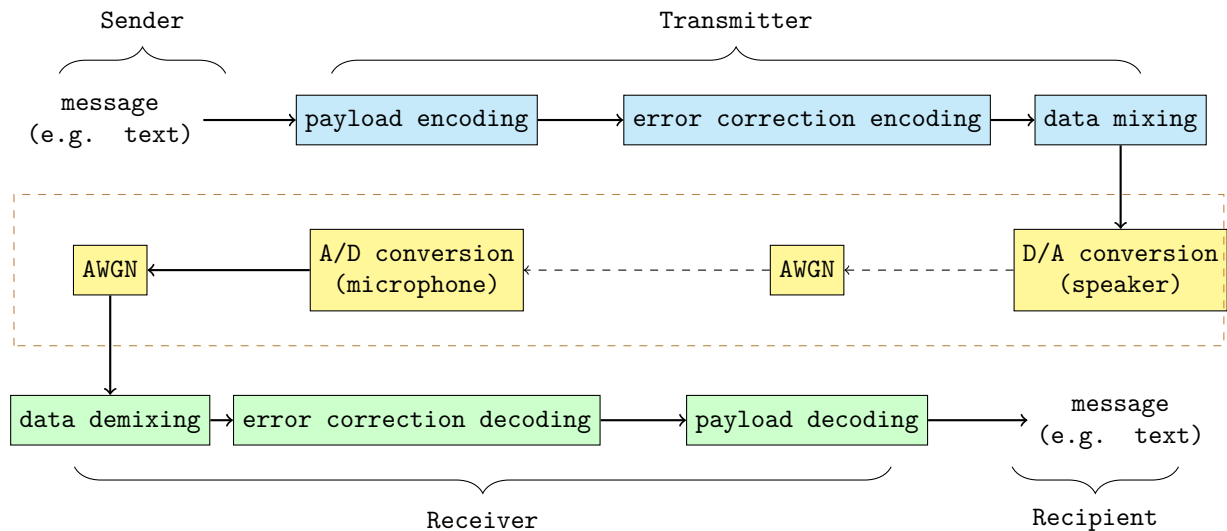 Sender
Transmitter
message
(e.g. text)
payload encoding
error correction encoding
data mixing
AWGN
A/D conversion
(microphone)
AWGN
D/A conversion
(speaker)
data demixing
error correction decoding
payload decoding
message
(e.g. text)
Receiver
Recipient